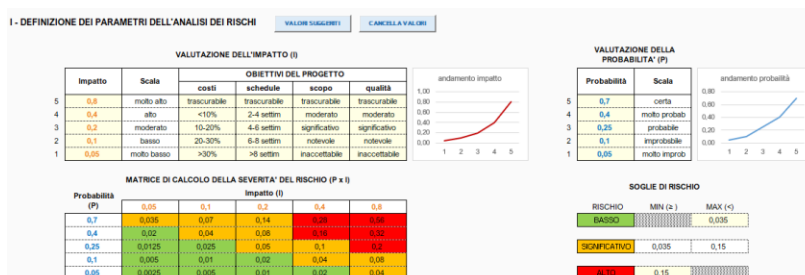 I - DEFINIZIONE DEI PARAMETRI DELL'ANALISI DEI RISCHI VALORI SUGGERITI CANCELLA VALORI
VALUTAZIONE DELL'IMPATTO (I)
VALUTAZIONE DELLA
PROBABILITA' (P)
Impatto Scala OBIETTIVI DEL PROGETTO
costi schedule scopo qualità
5 0,8 molto alto trascurabile trascurabile trascurabile trascurabile
4 0,4 alto <10% 2-4 settim moderato moderato
3 0,2 moderato 10-20% 4-6 settim significativo significativo
2 0,1 basso 20-30% 6-8 settim notevole notevole
1 0,05 molto basso >30% >8 settim inaccettabile inaccettabile
andamento impatto
1,00
0,80
0,60
0,40
0,20
0,00
1 2 3 4 5
Probabilità Scala
5 0,7 certa
4 0,4 molto probab
3 0,25 probabile
2 0,1 improbabile
1 0,05 molto improb
andamento probailità
0,80
0,60
0,40
0,20
0,00
1 2 3 4 5
MATRICE DI CALCOLO DELLA SEVERITA' DEL RISCHIO (P x I)
Probabilità
(P)
Impatto (I)
0,05 0,1 0,2 0,4 0,8
0,7 0,035 0,07 0,14 0,28 0,56
0,4 0,02 0,04 0,08 0,16 0,32
0,25 0,0125 0,025 0,05 0,1 0,2
0,1 0,005 0,01 0,02 0,04 0,08
0,05 0,0025 0,005 0,01 0,02 0,04
SOGLIE DI RISCHIO
RISCHIO MIN (≥) MAX (<)
BASSO 0,035
SIGNIFICATIVO 0,035 0,15
ALTO 0,15